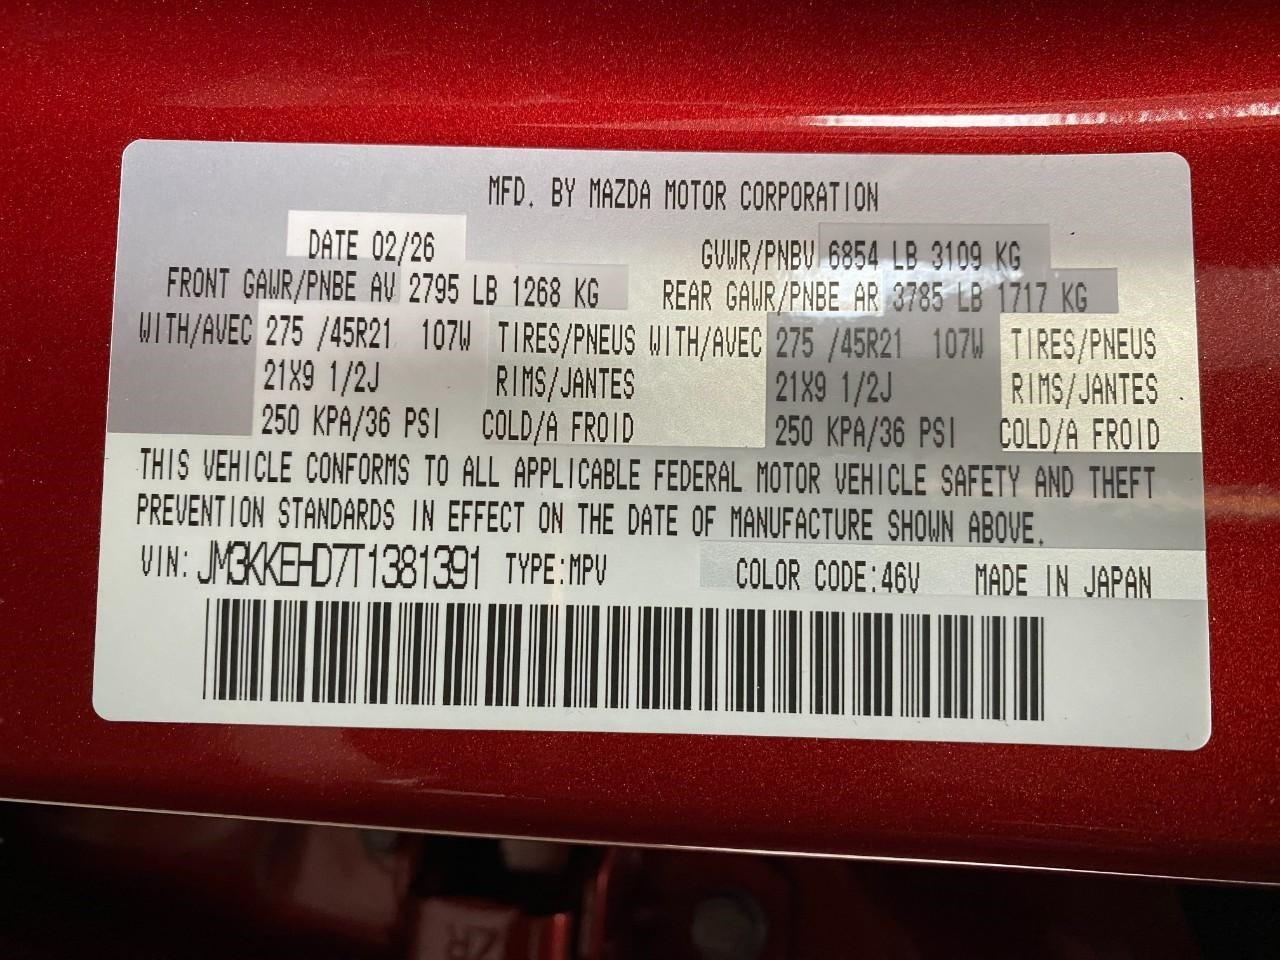 MFD. BY MAZDA MOTOR CORPORATION
DATE 02/26 GVWR/PNBV 6854 LB 3109 KG
FRONT GAWR/PNBE AV 2795 LB 1268 KG REAR GAWR/PNBE AR 3785 LB 1717 KG
WITH/AVEC 275 /45R21 107W TIRES/PNEUS WITH/AVEC 275 /45R21 107W TIRES/PNEUS
21X9 1/2J RIMS/JANTES 21X9 1/2J RIMS/JANTES
250 KPA/36 PSI COLD/A FROID 250 KPA/36 PSI COLD/A FROID
THIS VEHICLE CONFORMS TO ALL APPLICABLE FEDERAL MOTOR VEHICLE SAFETY AND THEFT
PREVENTION STANDARDS IN EFFECT ON THE DATE OF MANUFACTURE SHOWN ABOVE.
VIN: JM3KKEHD7T1381391 TYPE:MPV COLOR CODE:46V MADE IN JAPAN